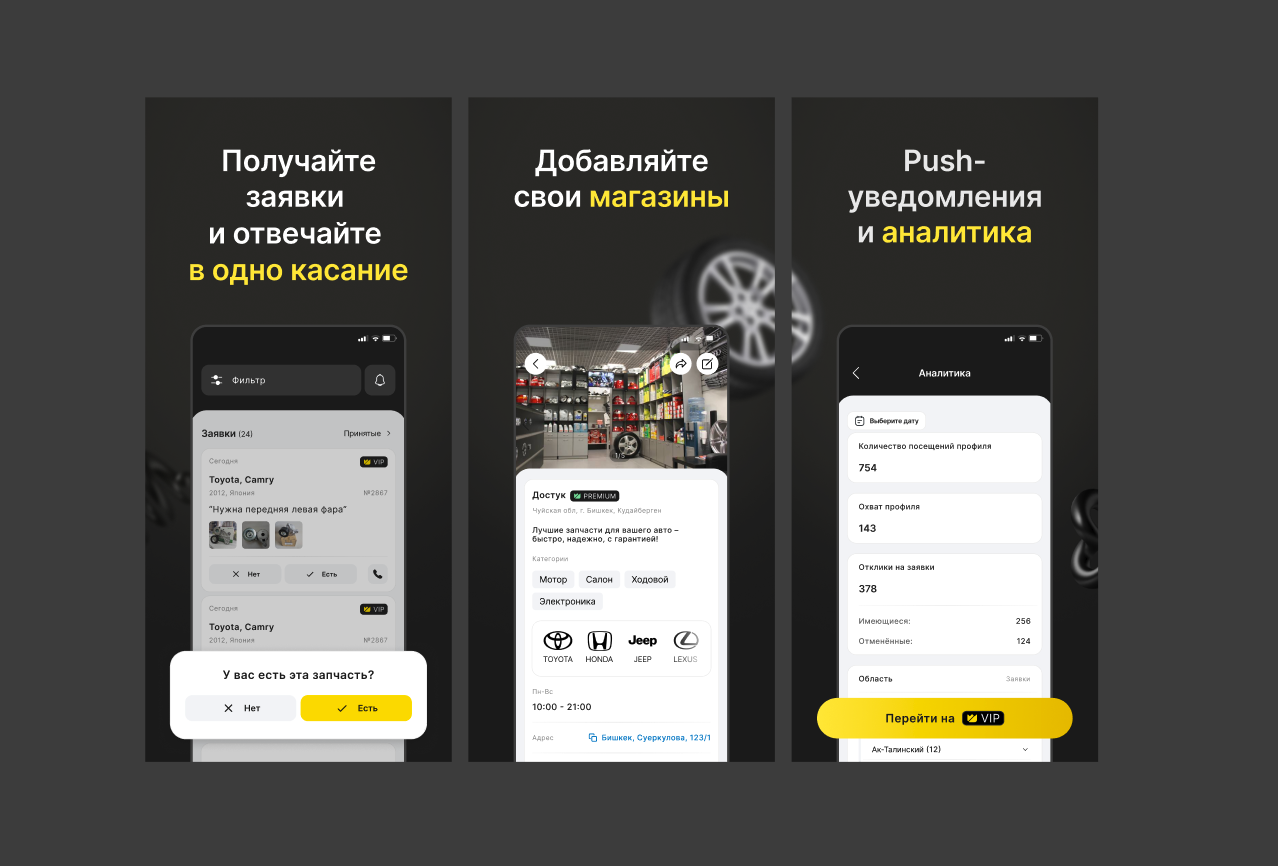 Получайте
заявки
и отвечайте
в одно касание
Фильтр
Заявки (24)
Принятые
Сегодня
VIP
Toyota, Camry
2012, Япония
№2867
“Нужна передняя левая фара”
Нет
Есть
Сегодня
VIP
Toyota, Camry
2012, Япония
№2867
У вас есть эта запчасть?
Нет
Есть
Добавляйте
свои магазины
1/5
Достук
PREMIUM
Чуйская обл, г. Бишкек, Кудайберген
Лучшие запчасти для вашего авто –
быстро, надежно, с гарантией!
Категории
Мотор
Салон
Ходовой
Электроника
Jeep
TOYOTA
HONDA
JEEP
LEXUS
Пн-Вс
10:00 - 21:00
Адрес
Бишкек, Суеркулова, 123/1
Push-
уведомления
и аналитика
Аналитика
Выберите дату
Количество посещений профиля
754
Охват профиля
143
Отклики на заявки
378
Имеющиеся:
256
Отменённые:
124
Область
Заявки
Перейти на
VIP
Ак-Талинский (12)